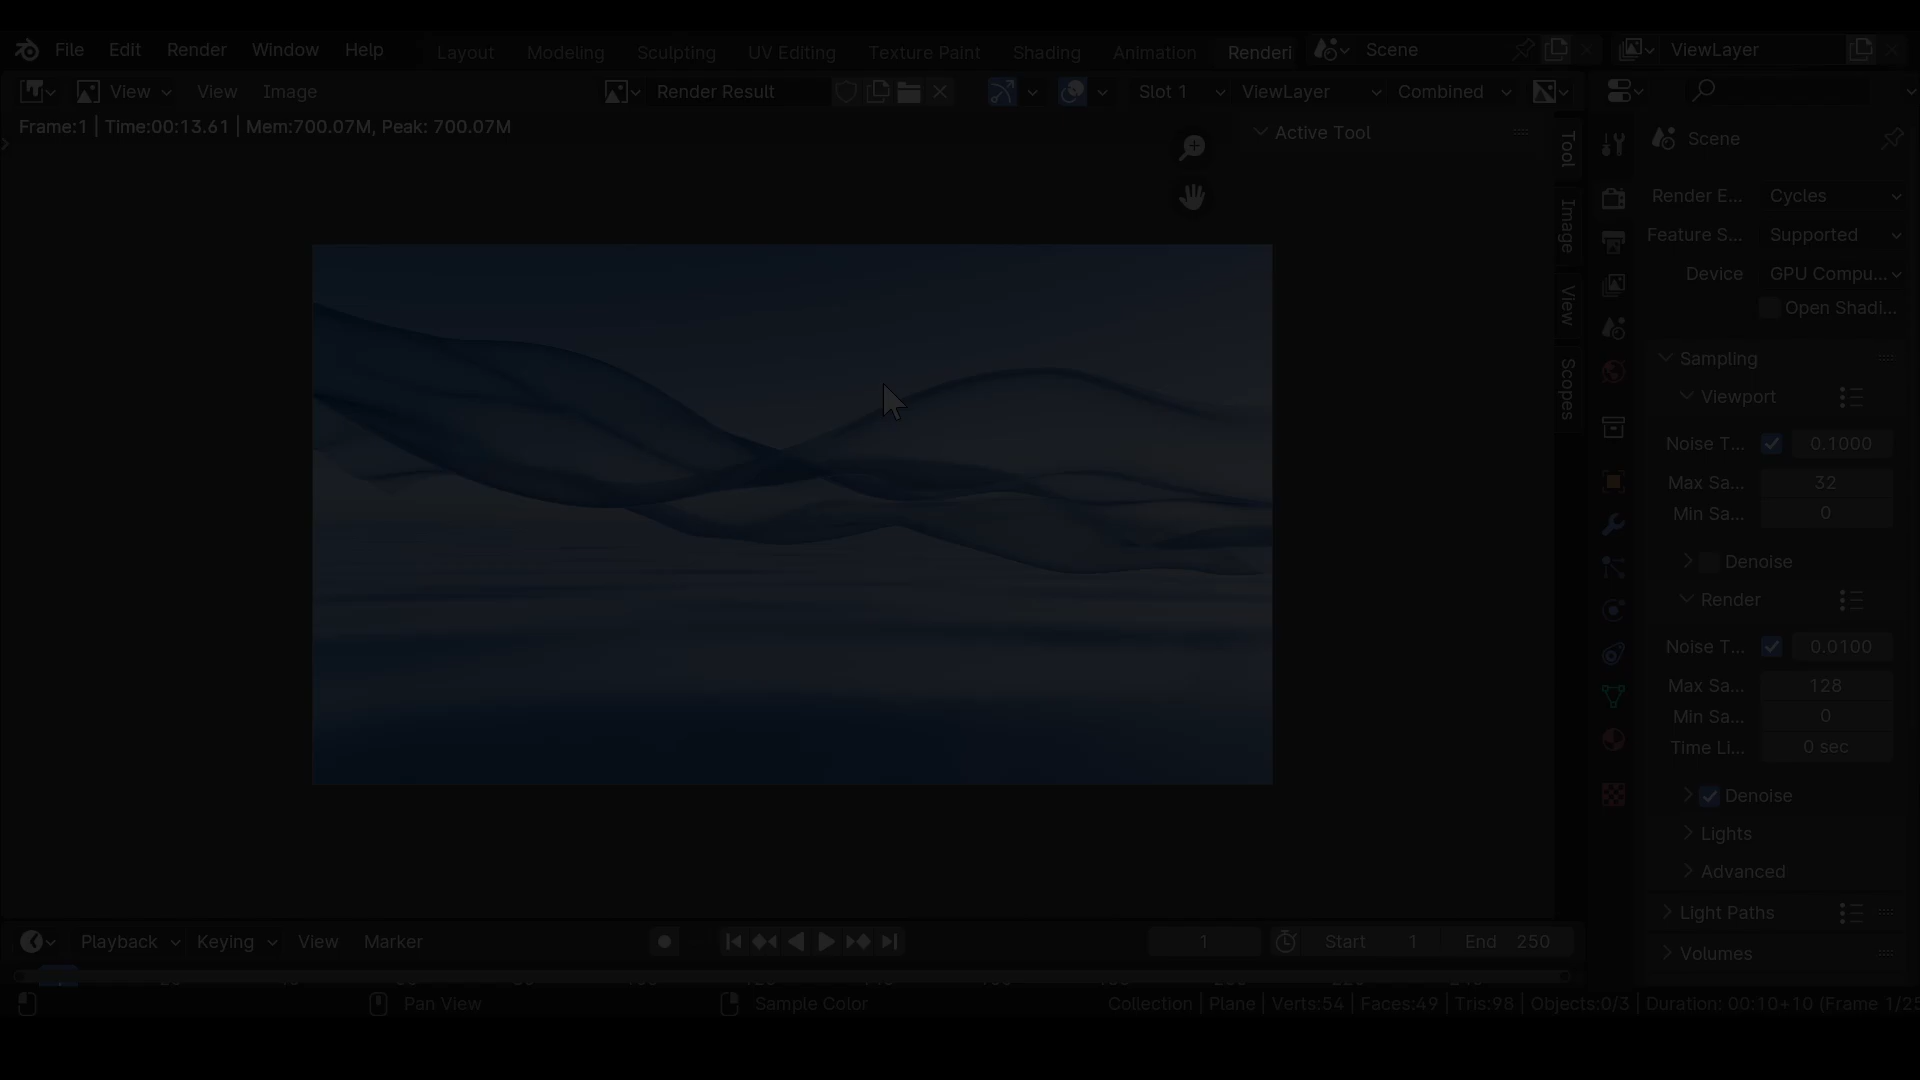 File Edit Render Window Help Layout Modeling Sculpting UV Editing Texture Paint Shading Animation Renderi Scene ViewLayer
View View Image Render Result Slot 1 ViewLayer Combined
Frame:1 | Time:00:13.61 | Mem:700.07M, Peak: 700.07M
Active Tool
Tool
Image
View
Scopes
Scene
Render E... Cycles
Feature S... Supported
Device GPU Compu...
Open Shadi...
Sampling
Viewport
Noise T... 0.1000
Max Sa... 32
Min Sa... 0
Denoise
Render
Noise T... 0.0100
Max Sa... 128
Min Sa... 0
Time Li... 0 sec
Denoise
Lights
Advanced
Light Paths
Volumes
Playback Keying View Marker 1 Start 1 End 250
Pan View Sample Color Collection | Plane | Verts:54 | Faces:49 | Tris:98 | Objects:0/3 | Duration: 00:10+10 (Frame 1/25